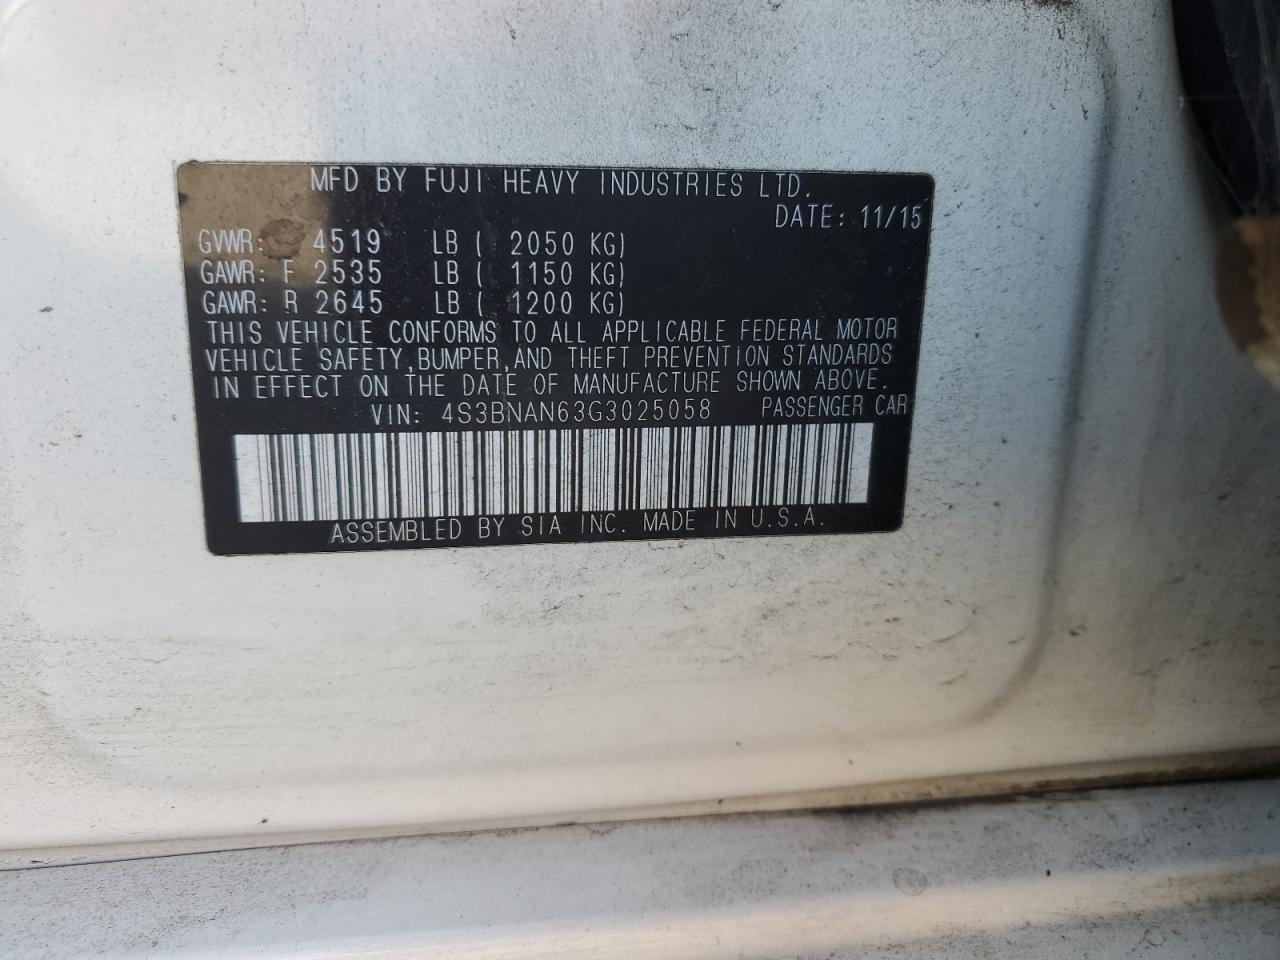 MFD BY FUJI HEAVY INDUSTRIES LTD.
DATE: 11/15
GVWR: 4519 LB ( 2050 KG)
GAWR: F 2535 LB ( 1150 KG)
GAWR: R 2645 LB ( 1200 KG)
THIS VEHICLE CONFORMS TO ALL APPLICABLE FEDERAL MOTOR
VEHICLE SAFETY,BUMPER,AND THEFT PREVENTION STANDARDS
IN EFFECT ON THE DATE OF MANUFACTURE SHOWN ABOVE.
VIN: 4S3BNAN63G3025058 PASSENGER CAR
ASSEMBLED BY SIA INC. MADE IN U.S.A.